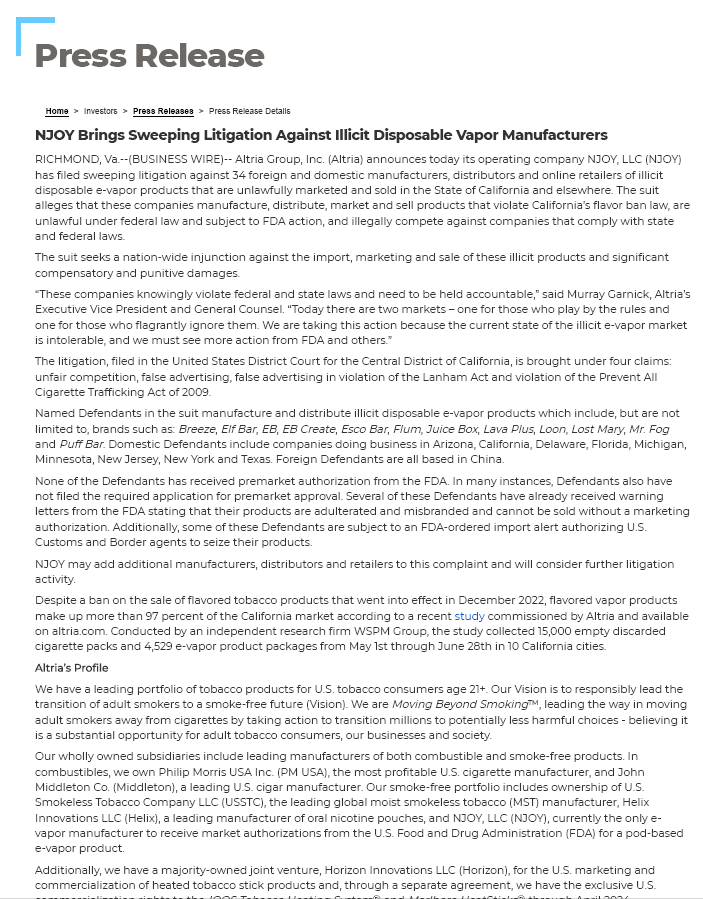 Press Release
Home > Investors > Press Releases > Press Release Details
NJOY Brings Sweeping Litigation Against Illicit Disposable Vapor Manufacturers
RICHMOND, Va.--(BUSINESS WIRE)-- Altria Group, Inc. (Altria) announces today its operating company NJOY, LLC (NJOY)
has filed sweeping litigation against 34 foreign and domestic manufacturers, distributors and online retailers of illicit
disposable e-vapor products that are unlawfully marketed and sold in the State of California and elsewhere. The suit
alleges that these companies manufacture, distribute, market and sell products that violate California's flavor ban law, are
unlawful under federal law and subject to FDA action, and illegally compete against companies that comply with state
and federal laws.
The suit seeks a nation-wide injunction against the import, marketing and sale of these illicit products and significant
compensatory and punitive damages.
“These companies knowingly violate federal and state laws and need to be held accountable,” said Murray Garnick, Altria’s
Executive Vice President and General Counsel. “Today there are two markets – one for those who play by the rules and
one for those who flagrantly ignore them. We are taking this action because the current state of the illicit e-vapor market
is intolerable, and we must see more action from FDA and others.”
The litigation, filed in the United States District Court for the Central District of California, is brought under four claims:
unfair competition, false advertising, false advertising in violation of the Lanham Act and violation of the Prevent All
Cigarette Trafficking Act of 2009.
Named Defendants in the suit manufacture and distribute illicit disposable e-vapor products which include, but are not
limited to, brands such as: Breeze, Elf Bar, EB, EB Create, Esco Bar, Flum, Juice Box, Lava Plus, Loon, Lost Mary, Mr. Fog
and Puff Bar. Domestic Defendants include companies doing business in Arizona, California, Delaware, Florida, Michigan,
Minnesota, New Jersey, New York and Texas. Foreign Defendants are all based in China.
None of the Defendants has received premarket authorization from the FDA. In many instances, Defendants also have
not filed the required application for premarket approval. Several of these Defendants have already received warning
letters from the FDA stating that their products are adulterated and misbranded and cannot be sold without a marketing
authorization. Additionally, some of these Defendants are subject to an FDA-ordered import alert authorizing U.S.
Customs and Border agents to seize their products.
NJOY may add additional manufacturers, distributors and retailers to this complaint and will consider further litigation
activity.
Despite a ban on the sale of flavored tobacco products that went into effect in December 2022, flavored vapor products
make up more than 97 percent of the California market according to a recent study commissioned by Altria and available
on altria.com. Conducted by an independent research firm WSPM Group, the study collected 15,000 empty discarded
cigarette packs and 4,529 e-vapor product packages from May 1st through June 28th in 10 California cities.
Altria's Profile
We have a leading portfolio of tobacco products for U.S. tobacco consumers age 21+. Our Vision is to responsibly lead the
transition of adult smokers to a smoke-free future (Vision). We are Moving Beyond Smoking™, leading the way in moving
adult smokers away from cigarettes by taking action to transition millions to potentially less harmful choices - believing it
is a substantial opportunity for adult tobacco consumers, our businesses and society.
Our wholly owned subsidiaries include leading manufacturers of both combustible and smoke-free products. In
combustibles, we own Philip Morris USA Inc. (PM USA), the most profitable U.S. cigarette manufacturer, and John
Middleton Co. (Middleton), a leading U.S. cigar manufacturer. Our smoke-free portfolio includes ownership of U.S.
Smokeless Tobacco Company LLC (USSTC), the leading global moist smokeless tobacco (MST) manufacturer, Helix
Innovations LLC (Helix), a leading manufacturer of oral nicotine pouches, and NJOY, LLC (NJOY), currently the only e-
vapor manufacturer to receive market authorizations from the U.S. Food and Drug Administration (FDA) for a pod-based
e-vapor product.
Additionally, we have a majority-owned joint venture, Horizon Innovations LLC (Horizon), for the U.S. marketing and
commercialization of heated tobacco stick products and, through a separate agreement, we have the exclusive U.S.
commercialization rights to the IQOS Tobacco Heating System® and Marlboro HeatSticks® through April 2024.